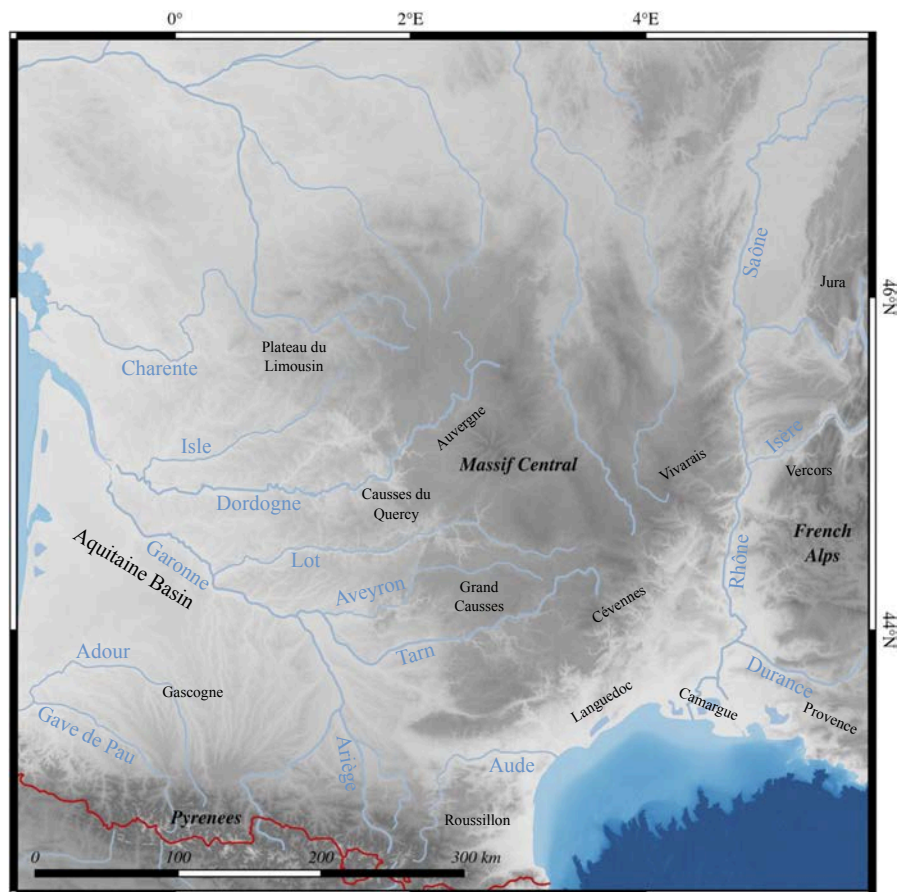 0°
2°E
4°E
Saône
Jura
46°N
Plateau du
Limousin
Charente
Auvergne
Isle
Isère
Massif Central
Vivarais
Vercors
Dordogne
Causses du
Quercy
French
Alps
Aquitaine Basin
Garonne
Lot
Rhône
Aveyron
Grand
Causses
Cévennes
44°N
Tarn
Adour
Gascogne
Durance
Languedoc
Camargue
Provence
Gave de Pau
Ariège
Aude
Pyrenees
Roussillon
0
100
200
300 km